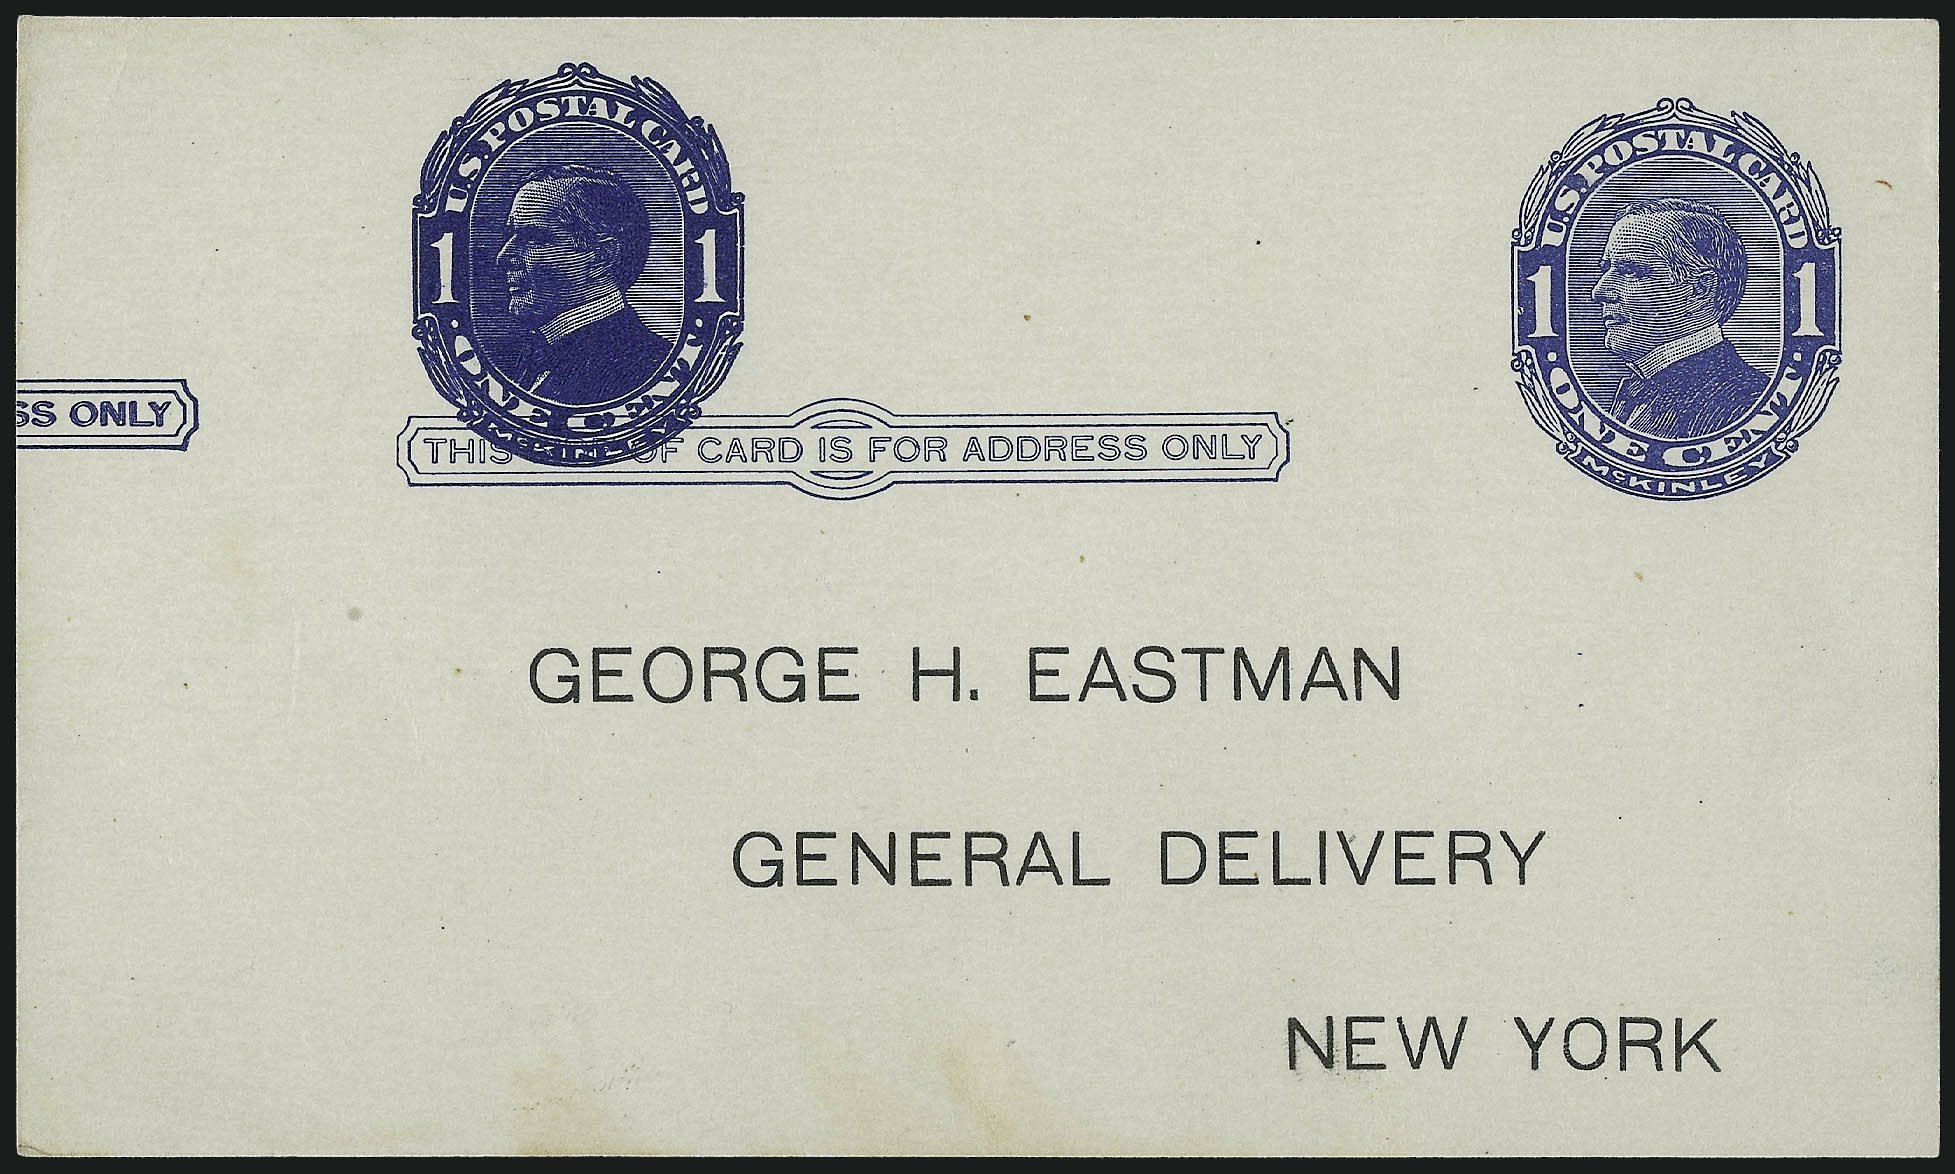 U.S. POSTAL CARD
1 1
· ONE CENT ·
McKINLEY
U.S. POSTAL CARD
1 1
· ONE CENT ·
McKINLEY
SS ONLY
THIS OF CARD IS FOR ADDRESS ONLY
GEORGE H. EASTMAN
GENERAL DELIVERY
NEW YORK